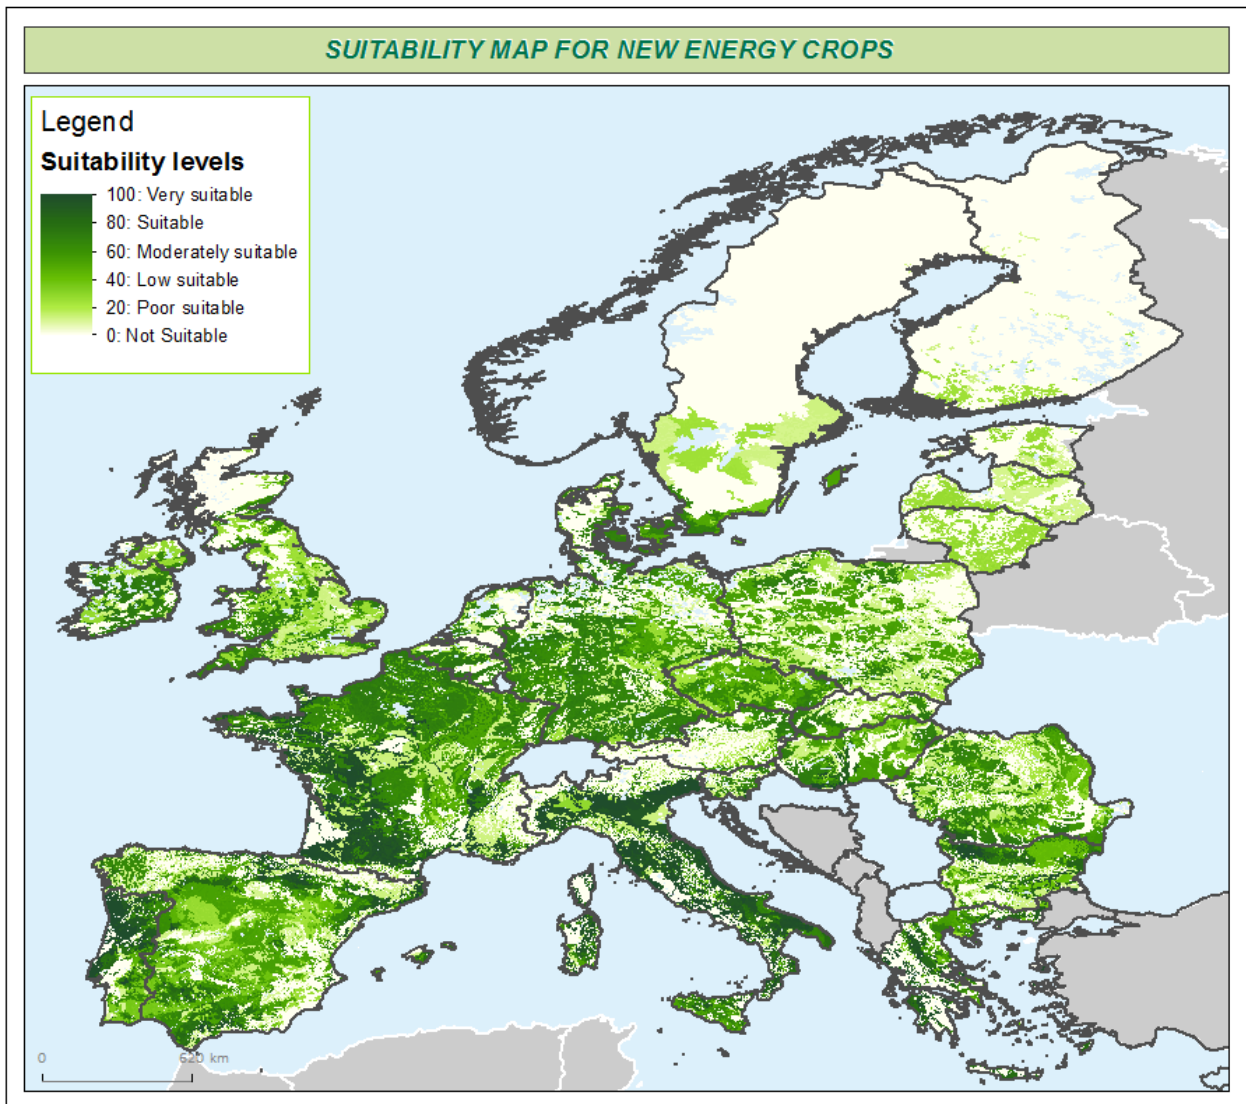 SUITABILITY MAP FOR NEW ENERGY CROPS
Legend
Suitability levels
100: Very suitable
80: Suitable
60: Moderately suitable
40: Low suitable
20: Poor suitable
0: Not Suitable
0 620 km